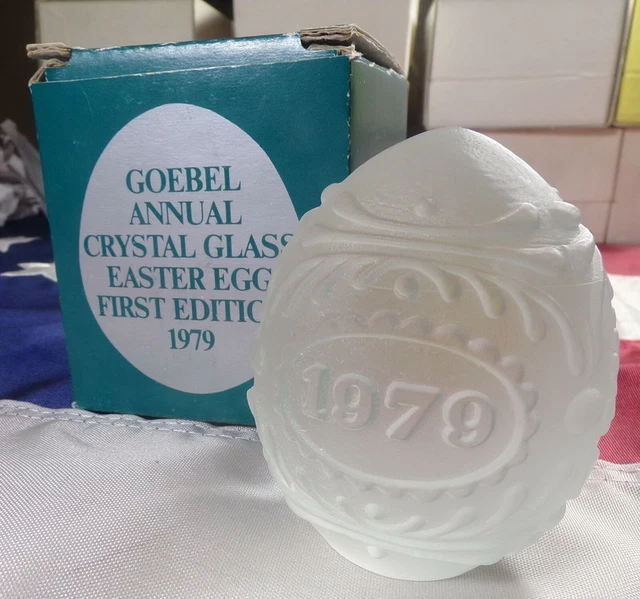 GOEBEL
ANNUAL
CRYSTAL GLASS
EASTER EGG
FIRST EDITIO
1979
1979